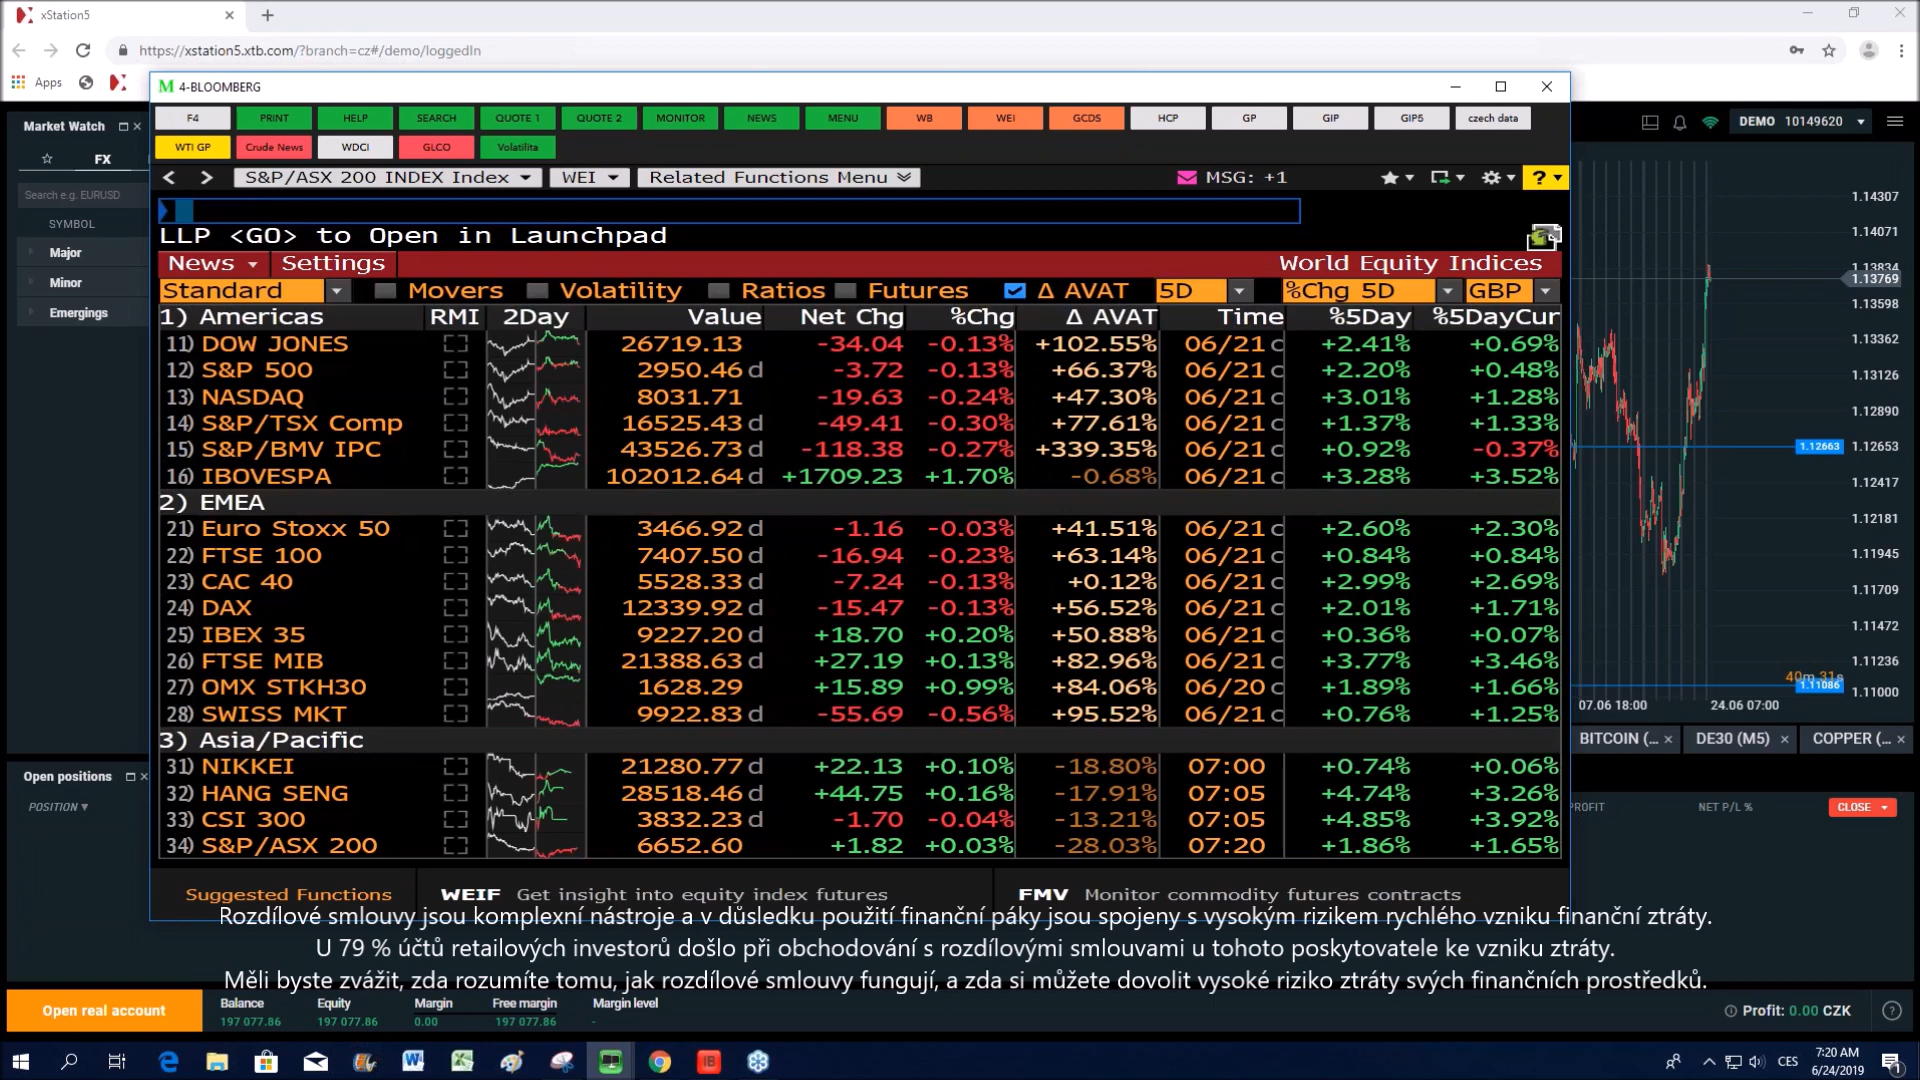 xStation5
https://xstation5.xtb.com/?branch=cz#/demo/loggedIn
Apps
4-BLOOMBERG
F4 PRINT HELP SEARCH QUOTE 1 QUOTE 2 MONITOR NEWS MENU WB WEI GCDS HCP GP GIP GIP5 czech data
WTI GP Crude News WDCI GLCO Volatilita
S&P/ASX 200 INDEX Index WEI Related Functions Menu MSG: +1 ?
LLP <GO> to Open in Launchpad
News Settings World Equity Indices
Standard Movers Volatility Ratios Futures Δ AVAT 5D %Chg 5D GBP
1) Americas RMI 2Day Value Net Chg %Chg Δ AVAT Time %5Day %5DayCur
11) DOW JONES 26719.13 -34.04 -0.13% +102.55% 06/21 c +2.41% +0.69%
12) S&P 500 2950.46 d -3.72 -0.13% +66.37% 06/21 c +2.20% +0.48%
13) NASDAQ 8031.71 -19.63 -0.24% +47.30% 06/21 c +3.01% +1.28%
14) S&P/TSX Comp 16525.43 d -49.41 -0.30% +77.61% 06/21 c +1.37% +1.33%
15) S&P/BMV IPC 43526.73 d -118.38 -0.27% +339.35% 06/21 c +0.92% -0.37%
16) IBOVESPA 102012.64 d +1709.23 +1.70% -0.68% 06/21 c +3.28% +3.52%
2) EMEA
21) Euro Stoxx 50 3466.92 d -1.16 -0.03% +41.51% 06/21 c +2.60% +2.30%
22) FTSE 100 7407.50 d -16.94 -0.23% +63.14% 06/21 c +0.84% +0.84%
23) CAC 40 5528.33 d -7.24 -0.13% +0.12% 06/21 c +2.99% +2.69%
24) DAX 12339.92 d -15.47 -0.13% +56.52% 06/21 c +2.01% +1.71%
25) IBEX 35 9227.20 d +18.70 +0.20% +50.88% 06/21 c +0.36% +0.07%
26) FTSE MIB 21388.63 d +27.19 +0.13% +82.96% 06/21 c +3.77% +3.46%
27) OMX STKH30 1628.29 +15.89 +0.99% +84.06% 06/20 c +1.89% +1.66%
28) SWISS MKT 9922.83 d -55.69 -0.56% +95.52% 06/21 c +0.76% +1.25%
3) Asia/Pacific
31) NIKKEI 21280.77 d +22.13 +0.10% -18.80% 07:00 +0.74% +0.06%
32) HANG SENG 28518.46 d +44.75 +0.16% -17.91% 07:05 +4.74% +3.26%
33) CSI 300 3832.23 d -1.70 -0.04% -13.21% 07:05 +4.85% +3.92%
34) S&P/ASX 200 6652.60 +1.82 +0.03% -28.03% 07:20 +1.86% +1.65%
Suggested Functions WEIF Get insight into equity index futures FMV Monitor commodity futures contracts
Rozdílové smlouvy jsou komplexní nástroje a v důsledku použití finanční páky jsou spojeny s vysokým rizikem rychlého vzniku finanční ztráty.
U 79 % účtů retailových investorů došlo při obchodování s rozdílovými smlouvami u tohoto poskytovatele ke vzniku ztráty.
Měli byste zvážit, zda rozumíte tomu, jak rozdílové smlouvy fungují, a zda si můžete dovolit vysoké riziko ztráty svých finančních prostředků.
Market Watch
FX
Search e.g. EURUSD
SYMBOL
Major
Minor
Emergings
Open positions
POSITION
DEMO 10149620
1.14307
1.14071
1.13834
1.13769
1.13598
1.13362
1.13126
1.12890
1.12663
1.12653
1.12417
1.12181
1.11945
1.11709
1.11472
1.11236
40m 31s
1.11086
1.11000
07.06 18:00 24.06 07:00
BITCOIN (... DE30 (M5) COPPER (...
PROFIT NET P/L % CLOSE
Open real account
Balance Equity Margin Free margin Margin level
197 077.86 197 077.86 0.00 197 077.86 -
Profit: 0.00 CZK
CES
7:20 AM
6/24/2019